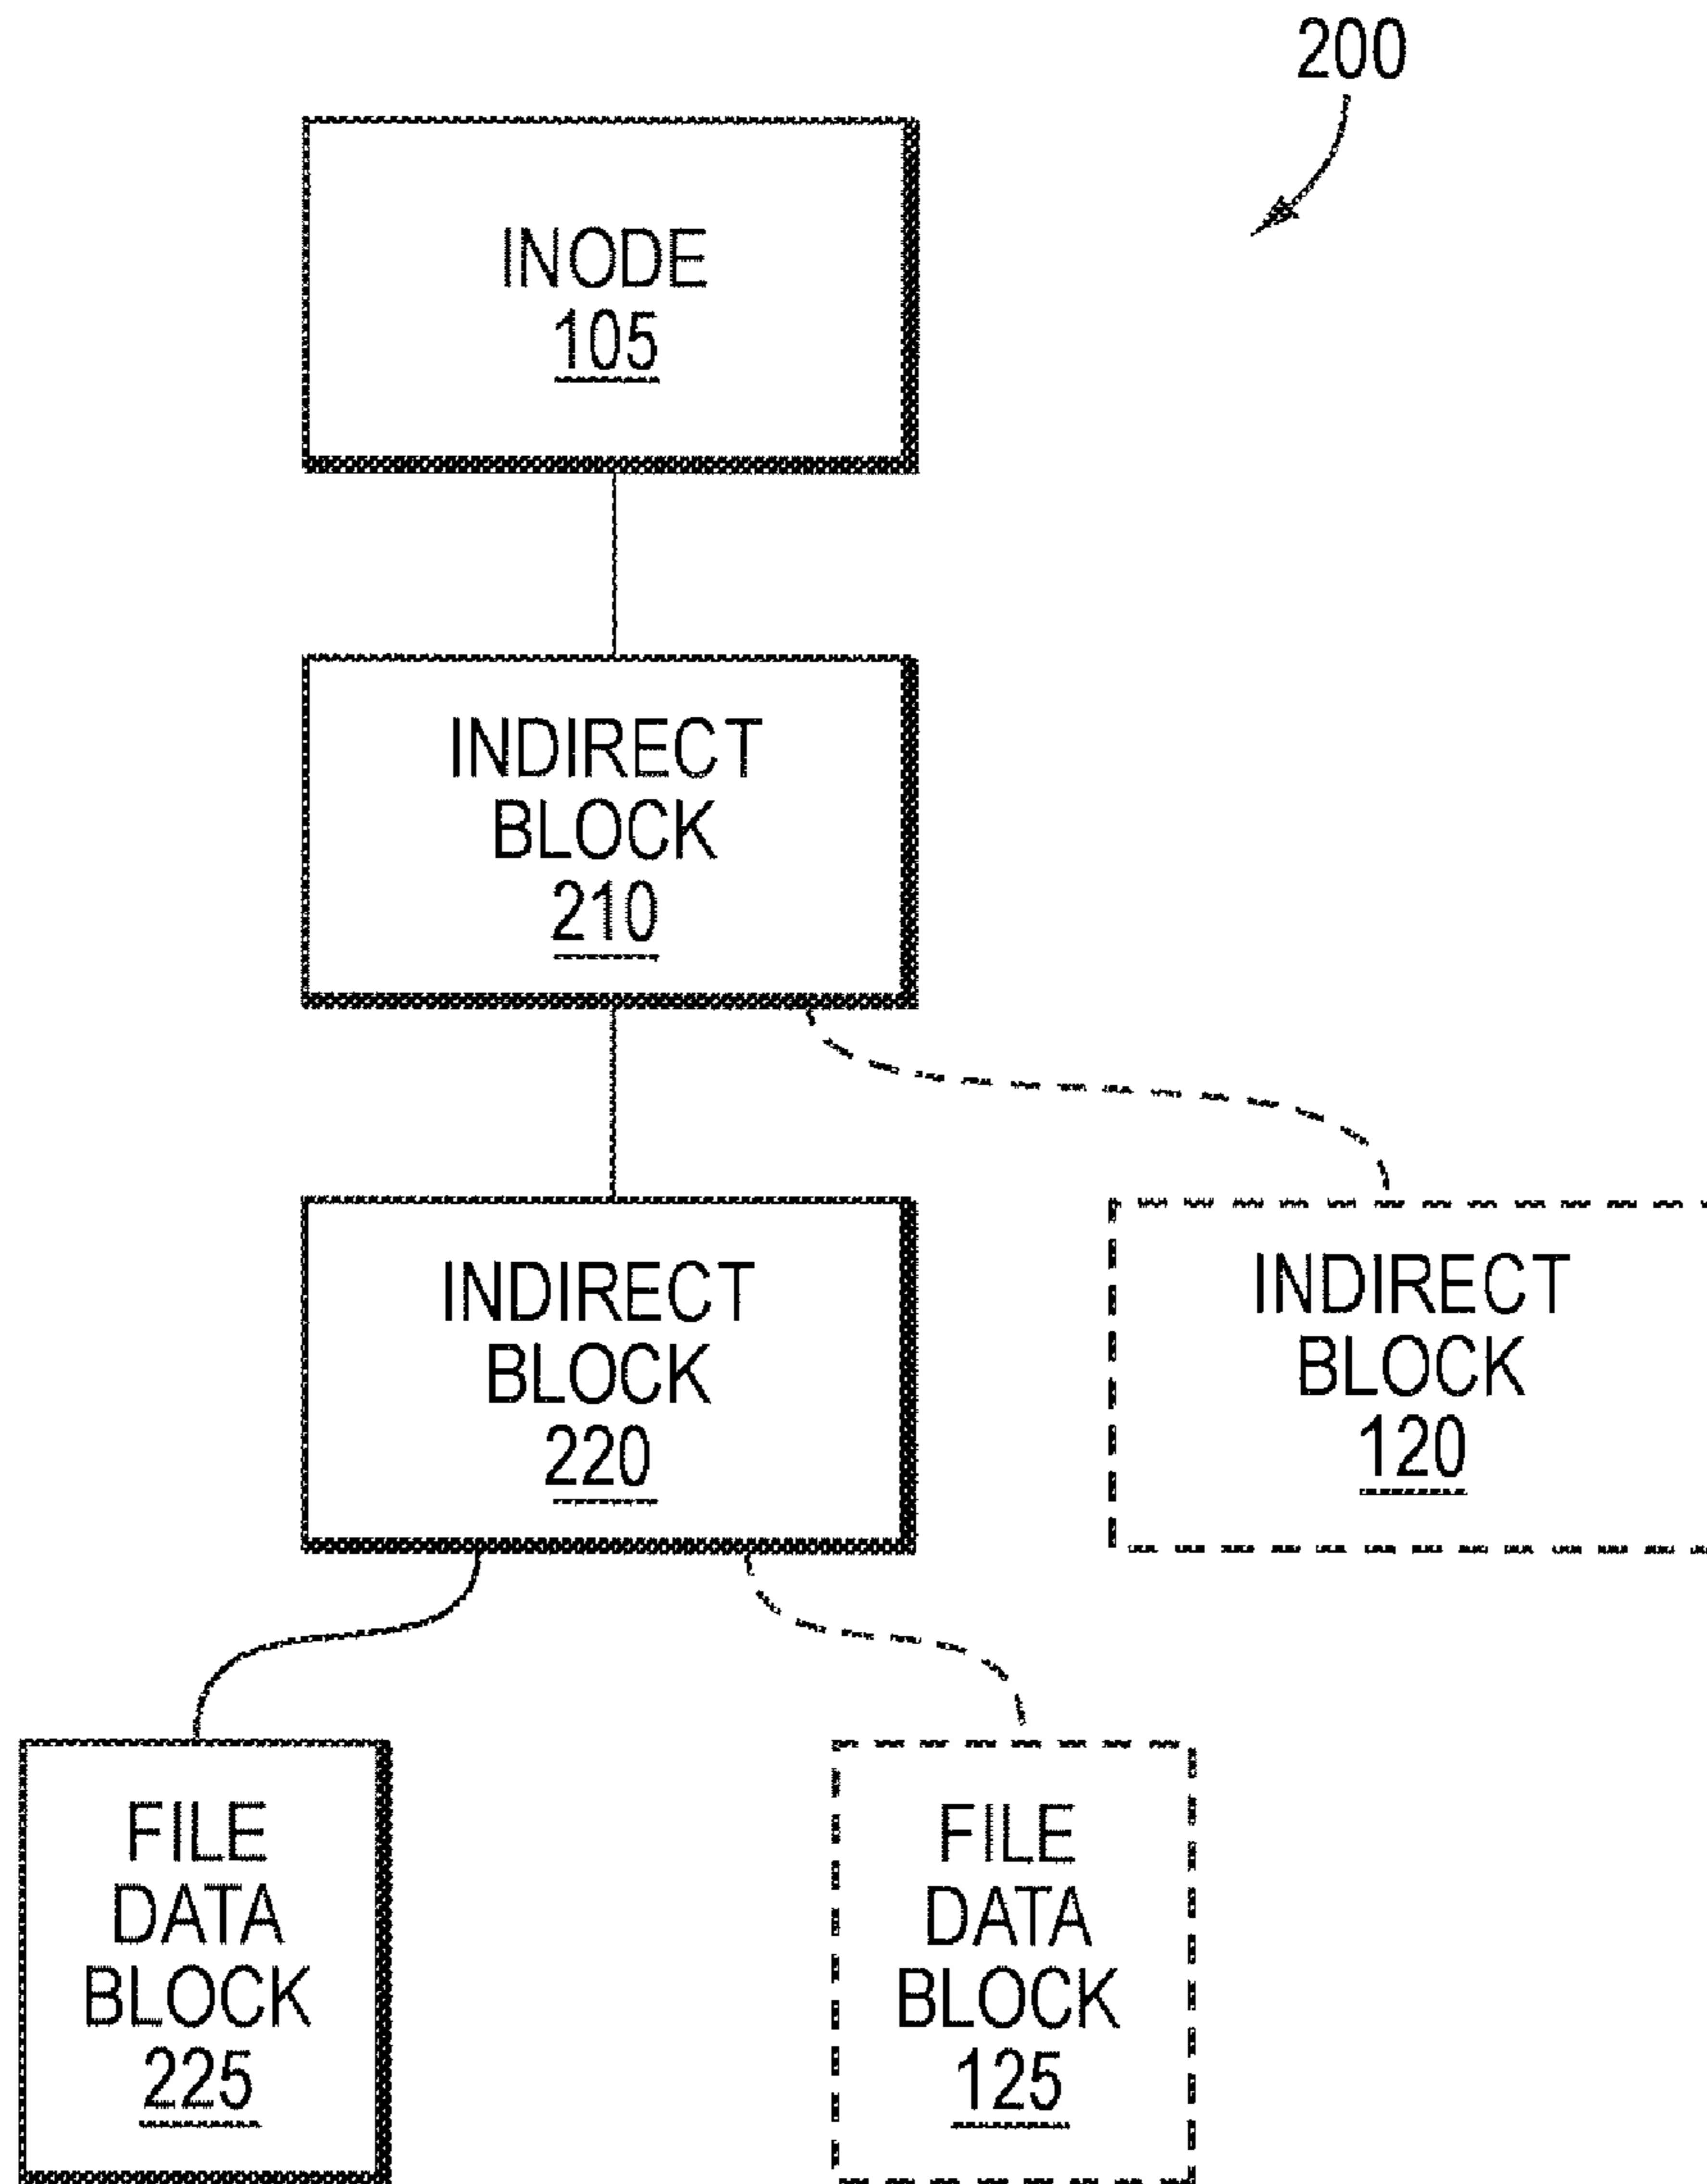 200
INODE
105
INDIRECT
BLOCK
210
INDIRECT
BLOCK
220
INDIRECT
BLOCK
120
FILE
DATA
BLOCK
225
FILE
DATA
BLOCK
125